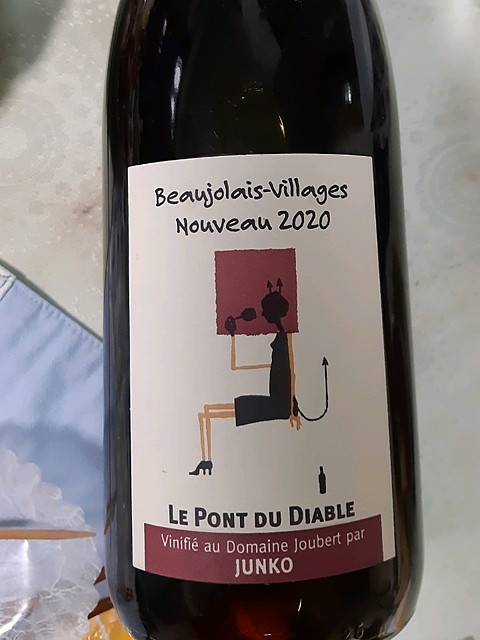 Beaujolais-Villages
Nouveau 2020
LE PONT DU DIABLE
Vinifié au Domaine Joubert par
JUNKO